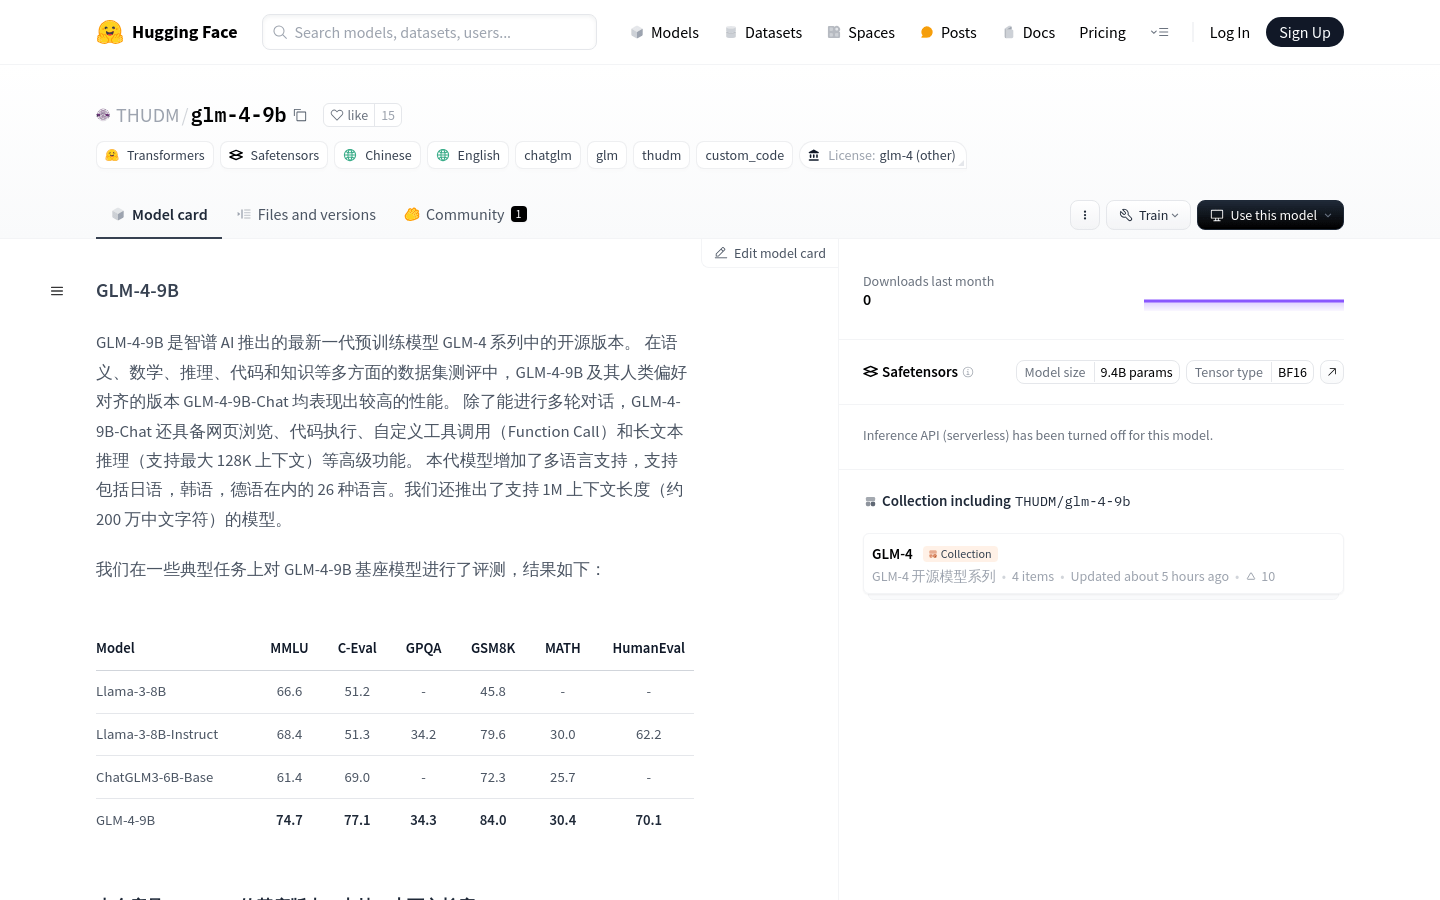 Hugging Face
Search models, datasets, users...
Models
Datasets
Spaces
Posts
Docs
Pricing
Log In
Sign Up
THUDM/glm-4-9b
like 15
Transformers
Safetensors
Chinese
English
chatglm
glm
thudm
custom_code
License: glm-4 (other)
Model card
Files and versions
Community 1
Train
Use this model
Edit model card
GLM-4-9B
GLM-4-9B 是智谱 AI 推出的最新一代预训练模型 GLM-4 系列中的开源版本。 在语
义、数学、推理、代码和知识等多方面的数据集测评中，GLM-4-9B 及其人类偏好
对齐的版本 GLM-4-9B-Chat 均表现出较高的性能。 除了能进行多轮对话，GLM-4-
9B-Chat 还具备网页浏览、代码执行、自定义工具调用（Function Call）和长文本
推理（支持最大 128K 上下文）等高级功能。 本代模型增加了多语言支持，支持
包括日语，韩语，德语在内的 26 种语言。我们还推出了支持 1M 上下文长度（约
200 万中文字符）的模型。
我们在一些典型任务上对 GLM-4-9B 基座模型进行了评测，结果如下：
Model MMLU C-Eval GPQA GSM8K MATH HumanEval
Llama-3-8B 66.6 51.2 - 45.8 - -
Llama-3-8B-Instruct 68.4 51.3 34.2 79.6 30.0 62.2
ChatGLM3-6B-Base 61.4 69.0 - 72.3 25.7 -
GLM-4-9B 74.7 77.1 34.3 84.0 30.4 70.1
Downloads last month
0
Safetensors
Model size 9.4B params
Tensor type BF16
Inference API (serverless) has been turned off for this model.
Collection including THUDM/glm-4-9b
GLM-4 Collection
GLM-4 开源模型系列 • 4 items • Updated about 5 hours ago • 10